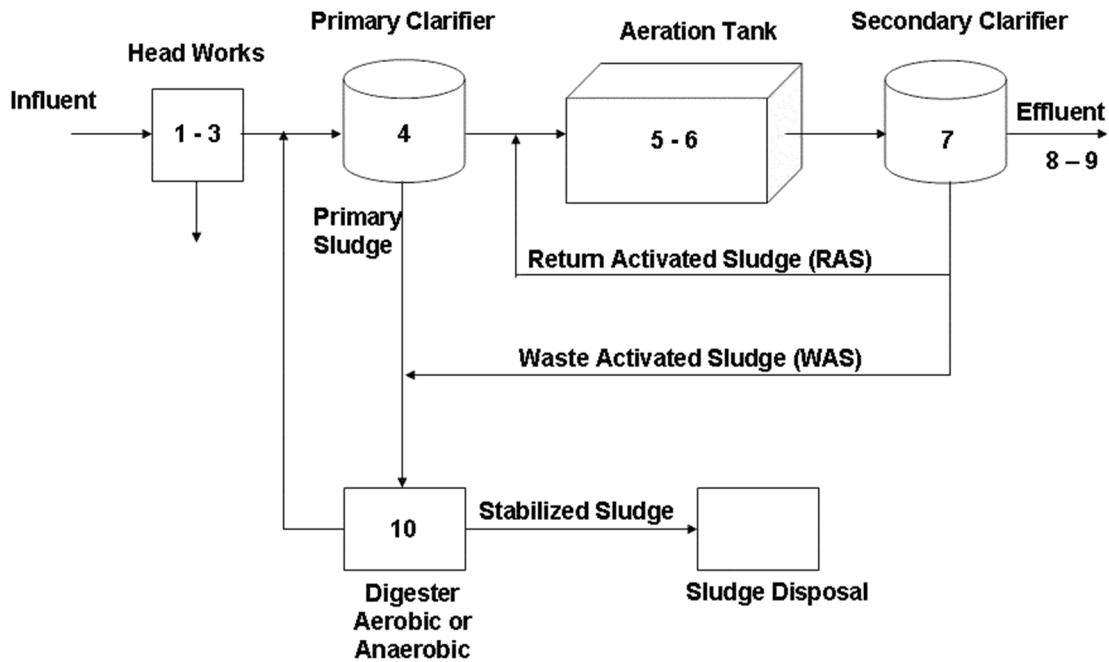 Primary Clarifier
Aeration Tank
Secondary Clarifier
Head Works
Influent
1 - 3
4
5 - 6
7
Effluent
8 – 9
Primary
Sludge
Return Activated Sludge (RAS)
Waste Activated Sludge (WAS)
10
Stabilized Sludge
Digester
Aerobic or
Anaerobic
Sludge Disposal